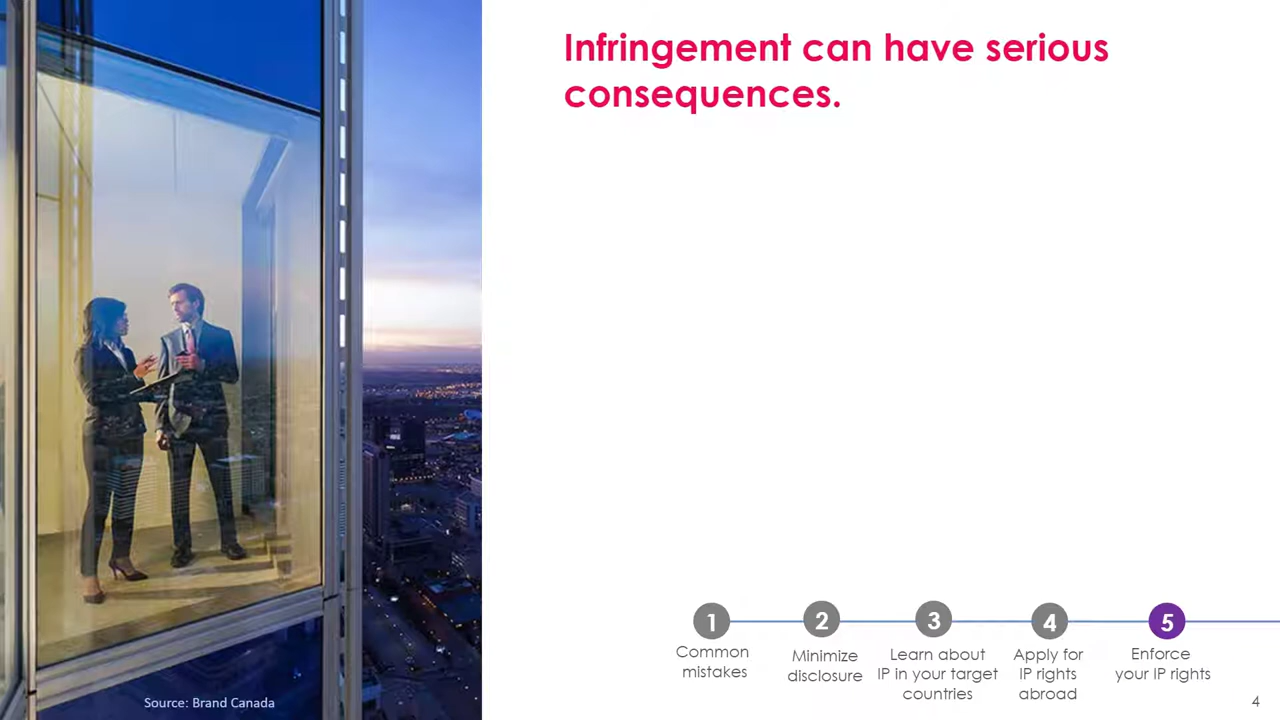 Infringement can have serious
consequences.
1
2
3
4
5
Common
mistakes
Minimize
disclosure
Learn about
IP in your target
countries
Apply for
IP rights
abroad
Enforce
your IP rights
Source: Brand Canada
4